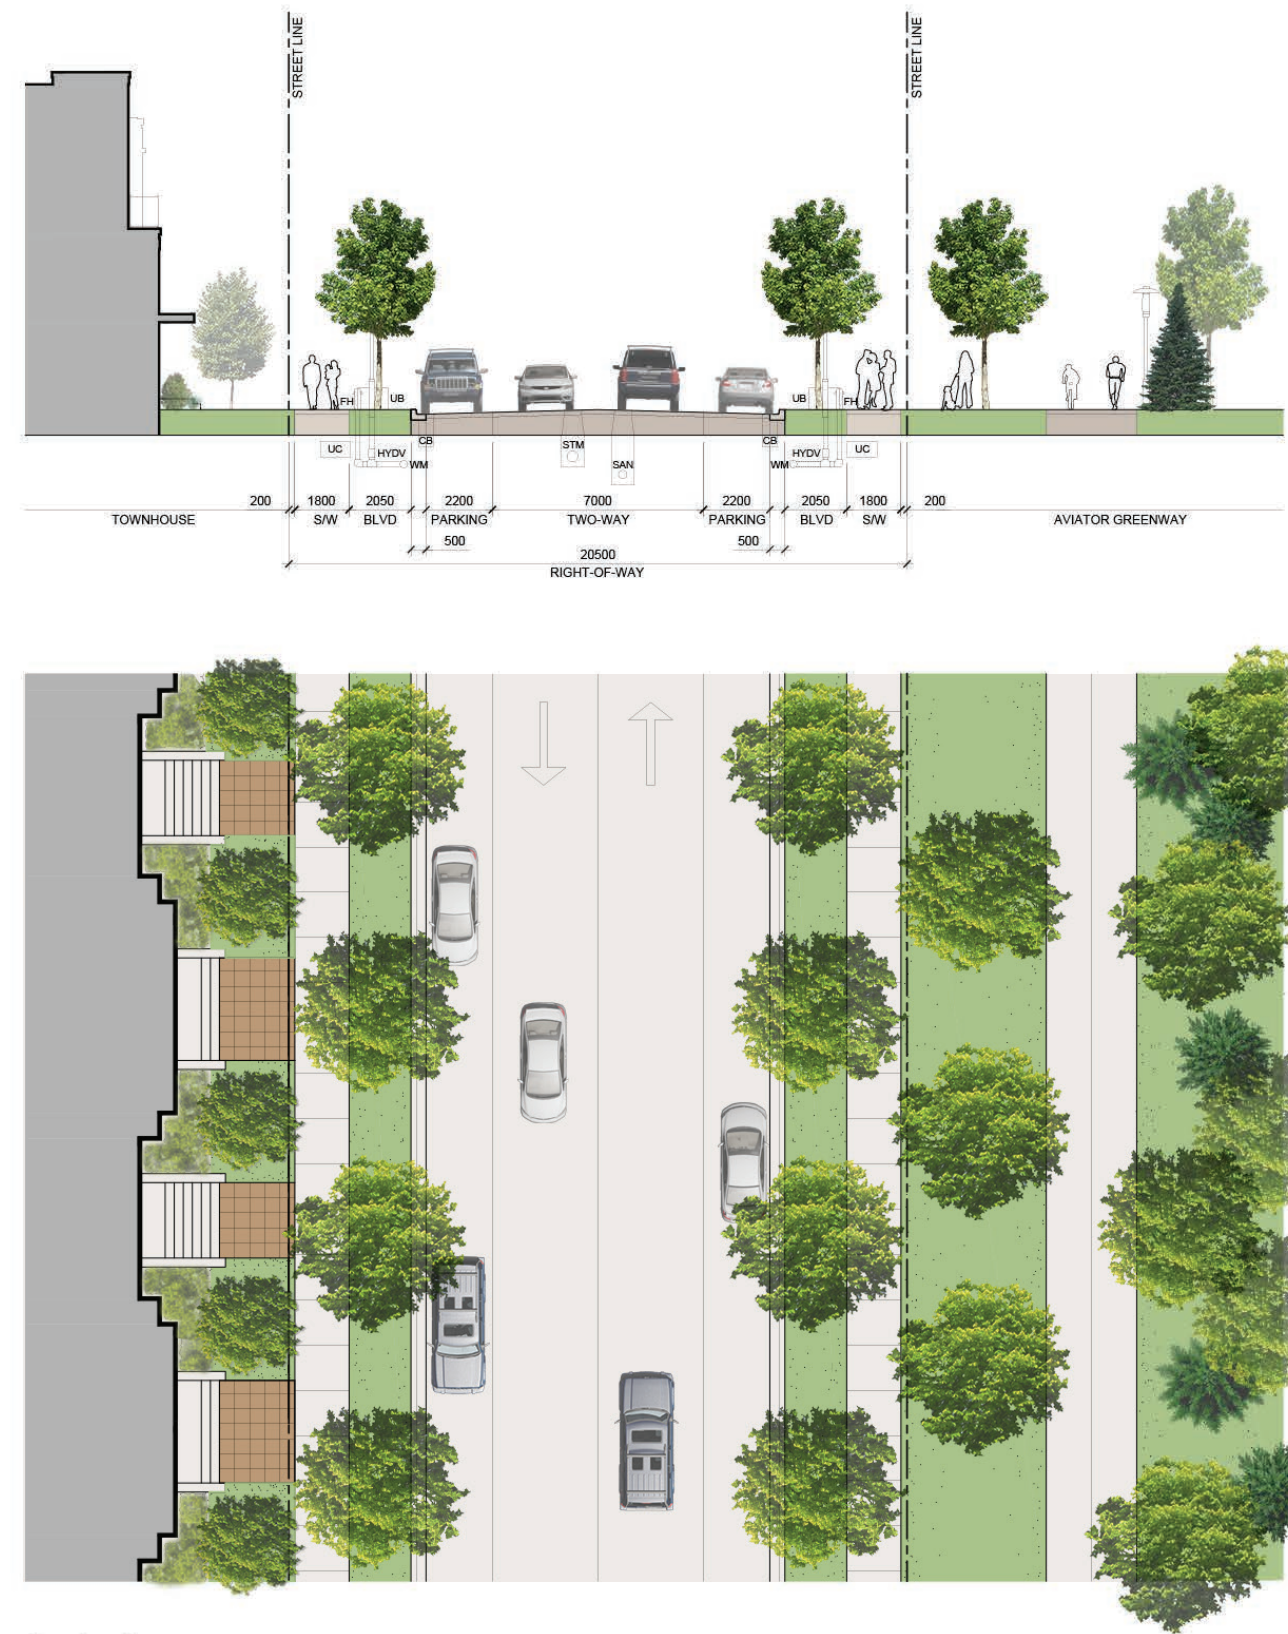 STREET LINE
STREET LINE
FH
UB
UB
FH
UC
HYDV
WM
CB
STM
SAN
CB
WM
HYDV
UC
200
1800
2050
2200
7000
2200
2050
1800
200
TOWNHOUSE
S/W
BLVD
PARKING
TWO-WAY
PARKING
BLVD
S/W
AVIATOR GREENWAY
500
500
20500
RIGHT-OF-WAY